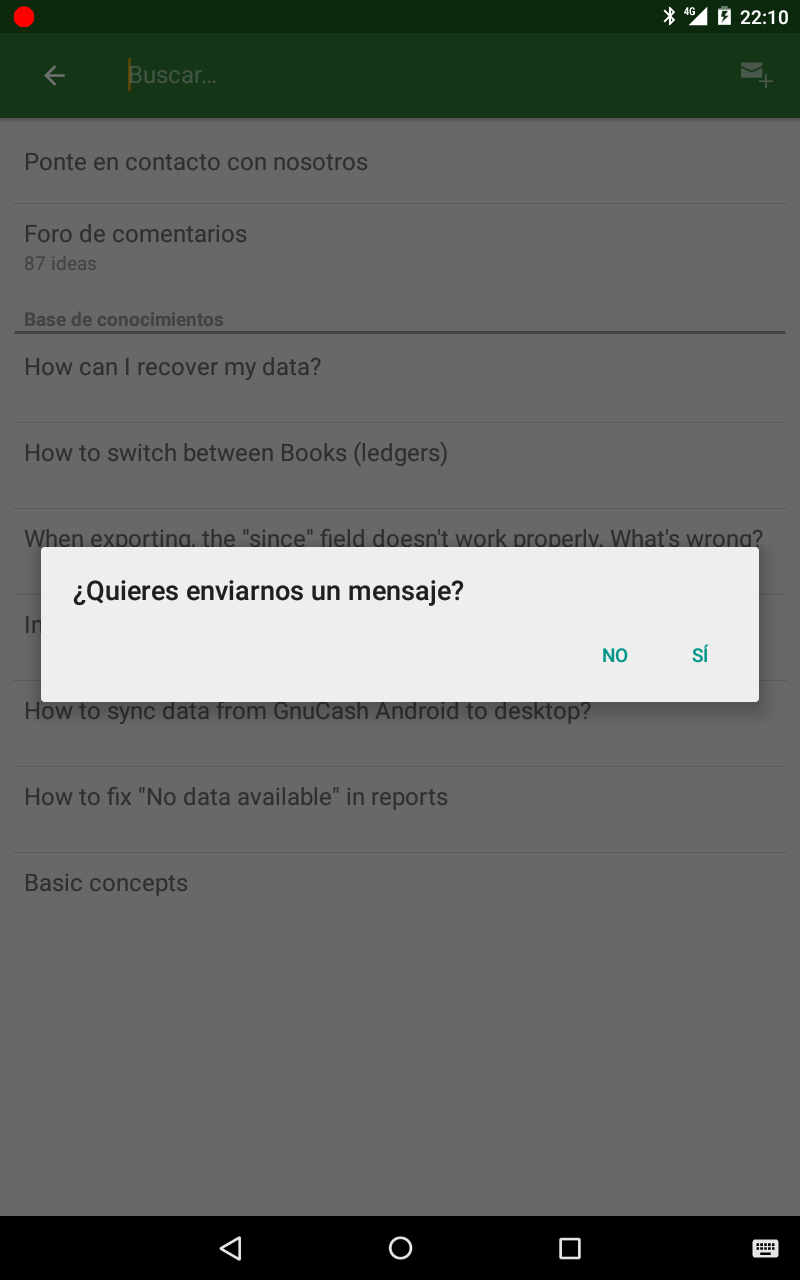 4G 22:10
Buscar…
Ponte en contacto con nosotros
Foro de comentarios
87 ideas
Base de conocimientos
How can I recover my data?
How to switch between Books (ledgers)
When exporting, the "since" field doesn't work properly. What's wrong?
¿Quieres enviarnos un mensaje?
In
NO SÍ
How to sync data from GnuCash Android to desktop?
How to fix "No data available" in reports
Basic concepts